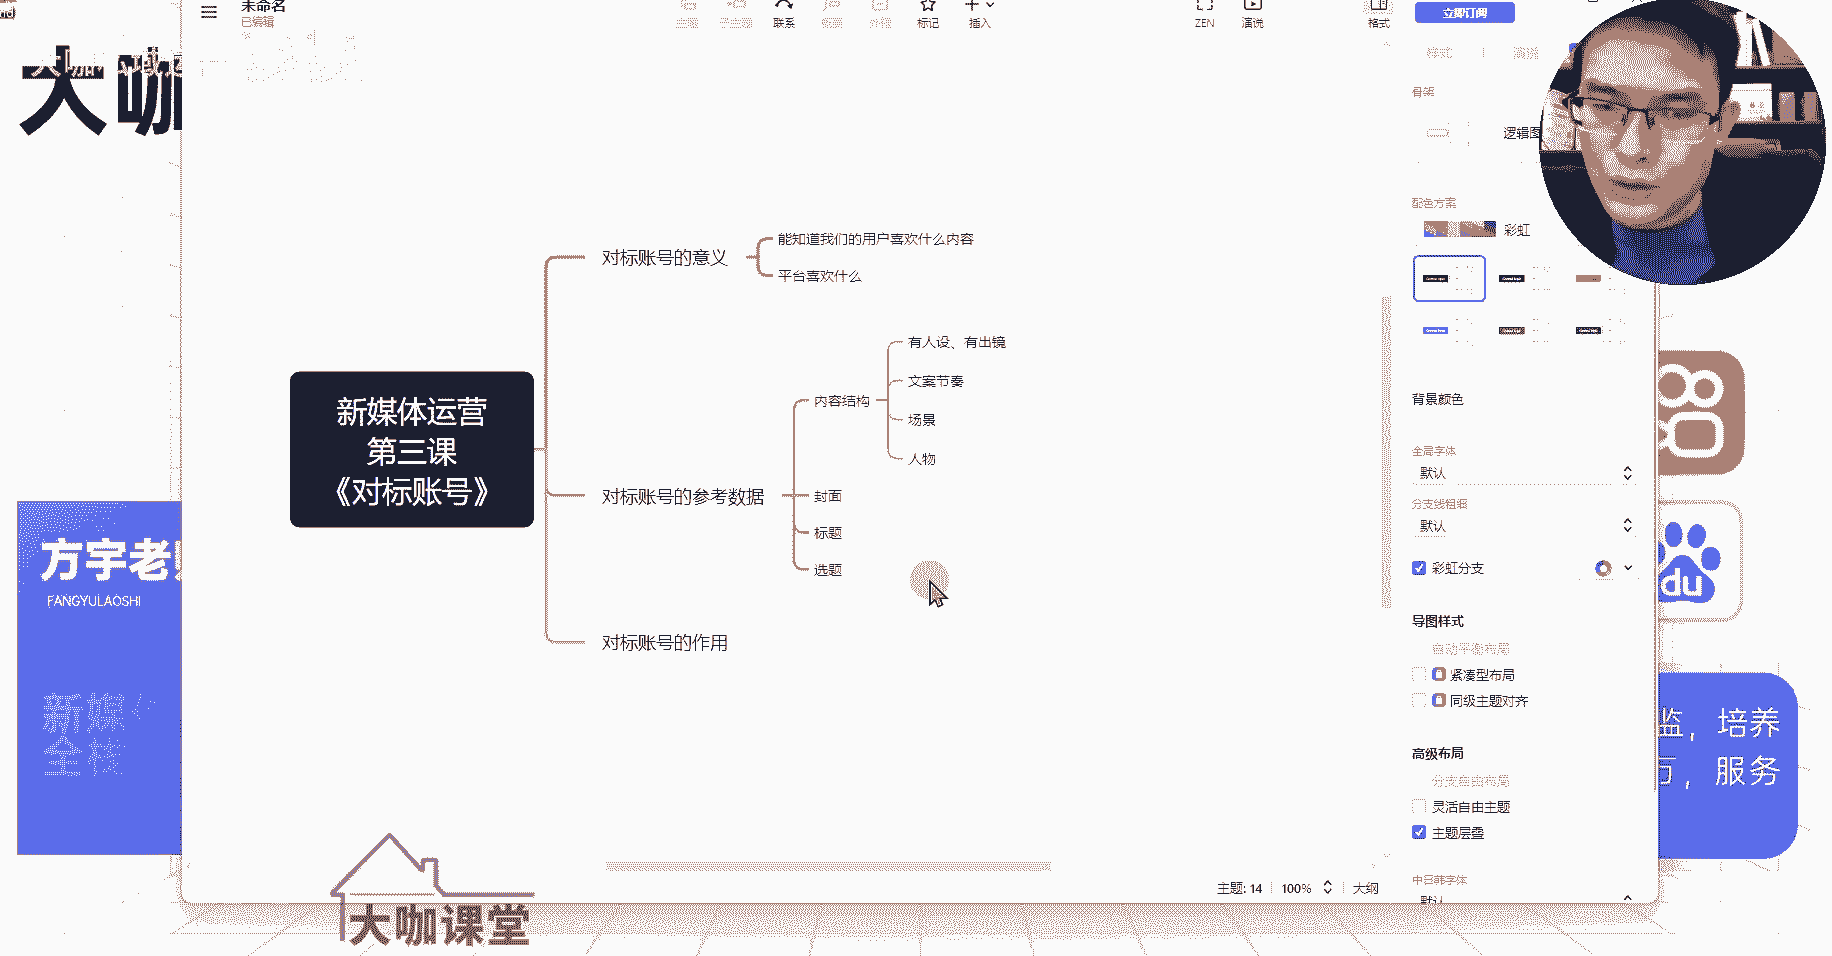 未命名
已编辑
联系
标记
插入
ZEN
演说
格式
立即订阅
大咖
骨架
逻辑图
配色方案
彩虹
对标账号的意义
能知道我们的用户喜欢什么内容
平台喜欢什么
新媒体运营
第三课
《对标账号》
对标账号的参考数据
内容结构
有人设、有出镜
文案节奏
场景
人物
封面
标题
选题
对标账号的作用
背景颜色
全局字体
默认
分支线粗细
默认
彩虹分支
导图样式
自动平衡布局
紧凑型布局
同级主题对齐
高级布局
分支自由布局
灵活自由主题
主题层叠
中日韩字体
默认
主题: 14
100%
大纲
方宇老
FANGYULAOSHI
新媒
全栈
du
监，培养
万，服务
大咖课堂